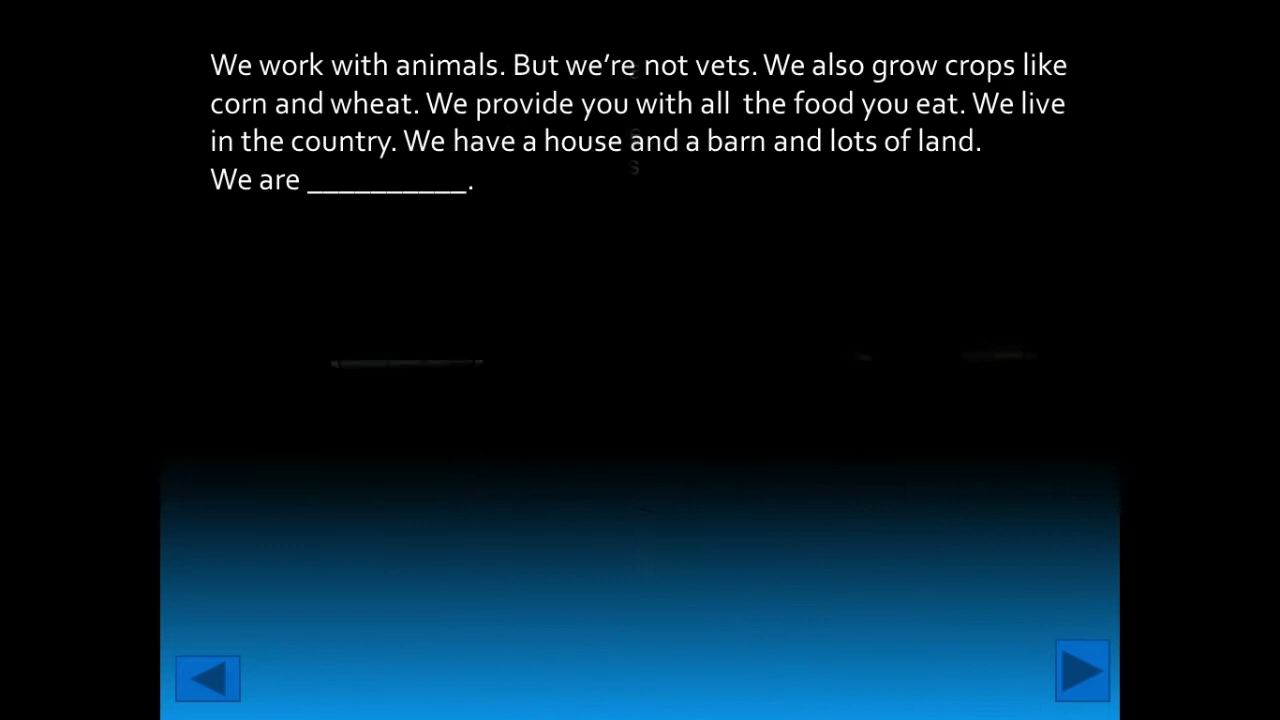 We work with animals. But we're not vets. We also grow crops like
corn and wheat. We provide you with all  the food you eat. We live
in the country. We have a house and a barn and lots of land.
We are __________.